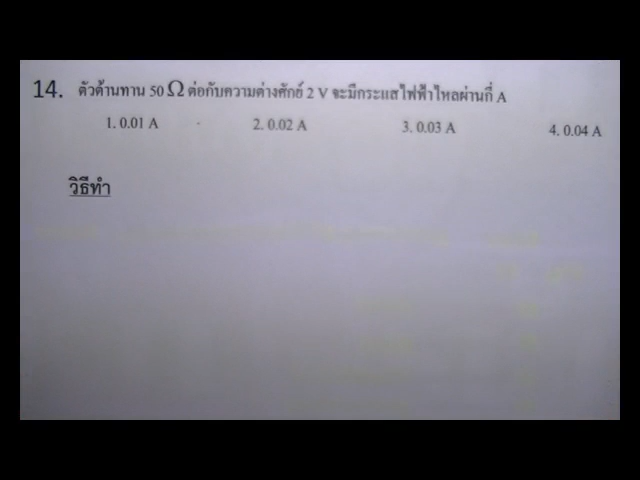 14. ตัวต้านทาน 50 Ω ต่อกับความต่างศักย์ 2 V จะมีกระแสไฟฟ้าไหลผ่านกี่ A
1. 0.01 A 2. 0.02 A 3. 0.03 A 4. 0.04 A
วิธีทำ